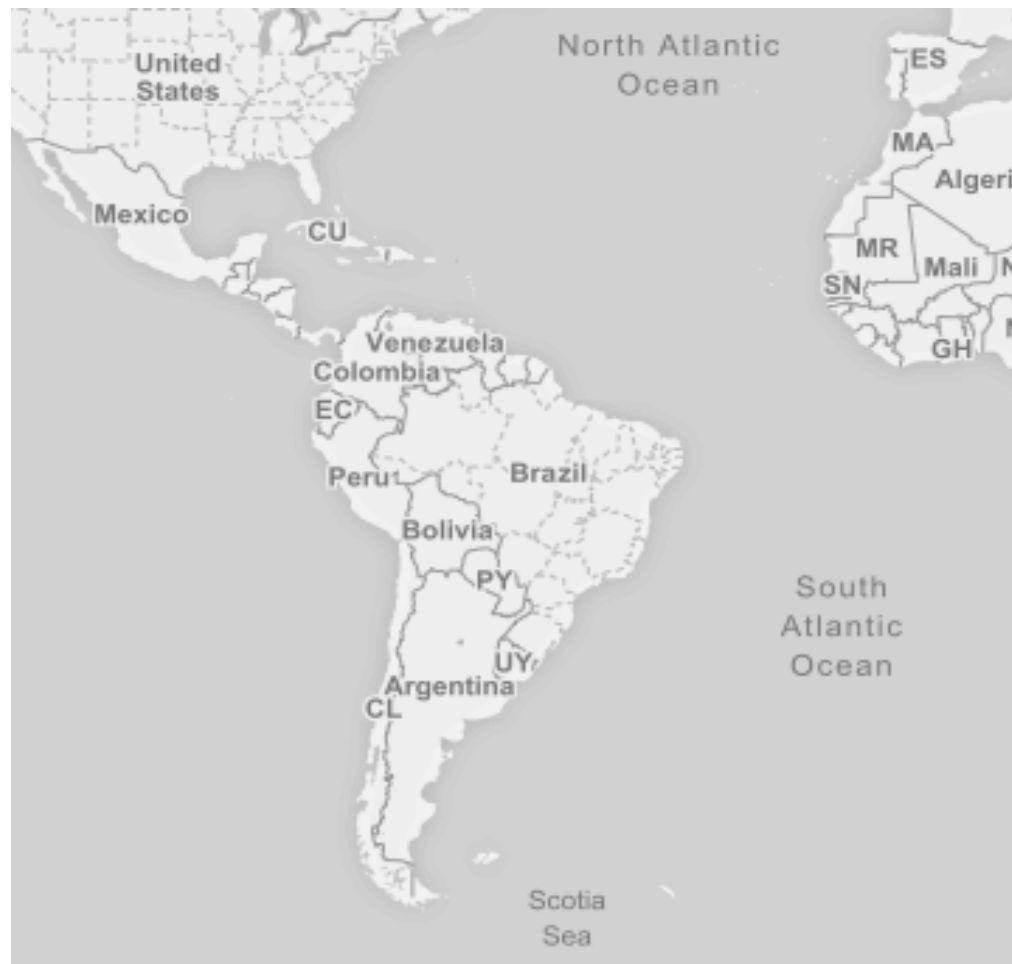 North Atlantic
Ocean
ES
United
States
MA
Algeri
Mexico
CU
MR
Mali
N
SN
Venezuela
GH
Colombia
EC
Brazil
Peru
Bolivia
PY
South
Atlantic
Ocean
UY
Argentina
CL
Scotia
Sea